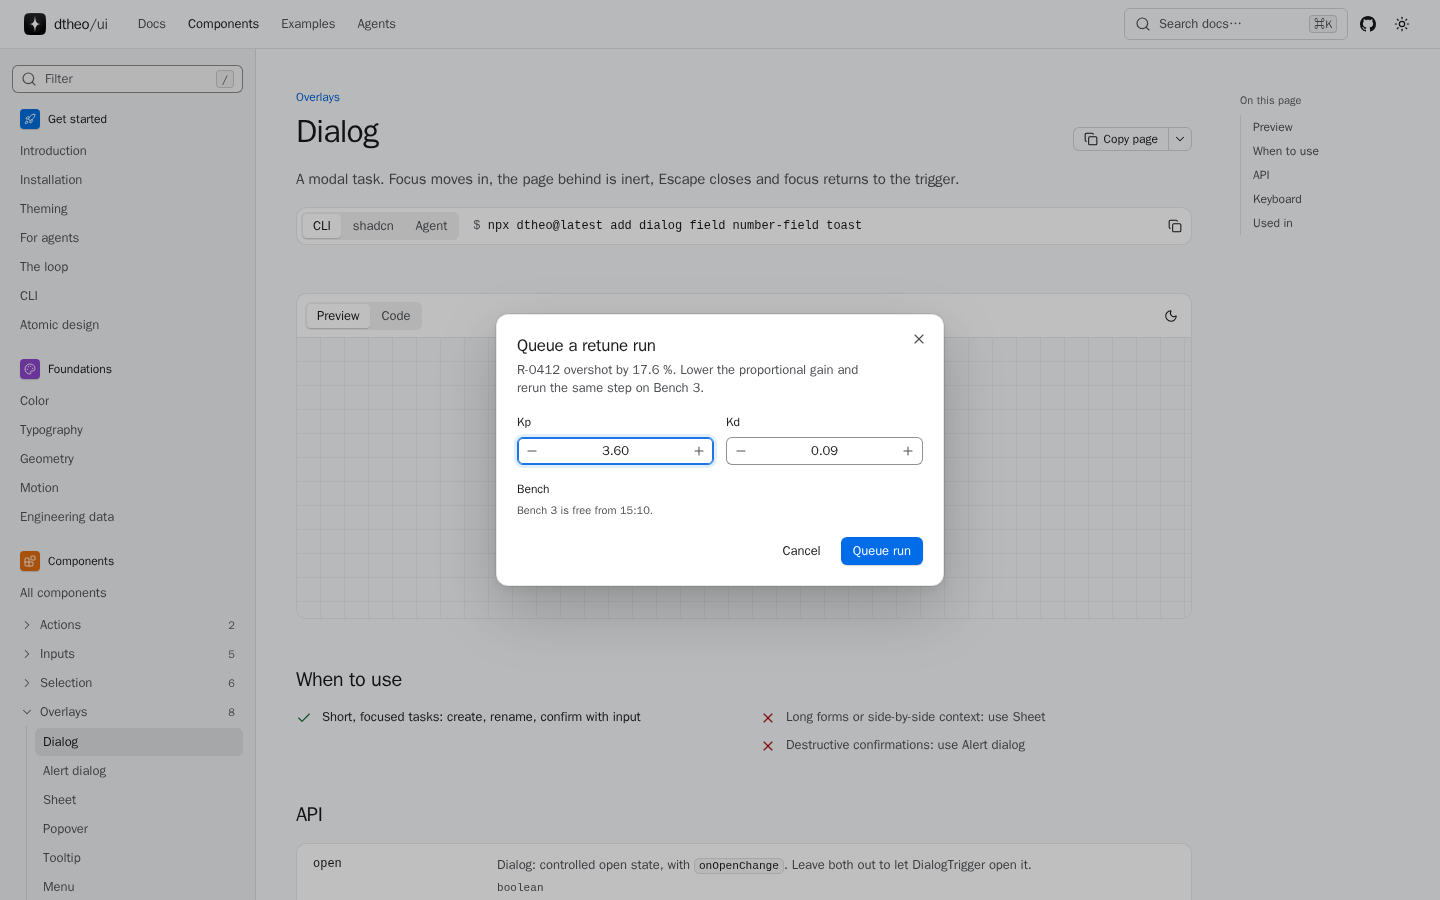 dtheo/ui
Docs
Components
Examples
Agents
Search docs…
⌘K
Filter
/
Get started
Introduction
Installation
Theming
For agents
The loop
CLI
Atomic design
Foundations
Color
Typography
Geometry
Motion
Engineering data
Components
All components
Actions 2
Inputs 5
Selection 6
Overlays 8
Dialog
Alert dialog
Sheet
Popover
Tooltip
Menu
Overlays
Dialog
Copy page
A modal task. Focus moves in, the page behind is inert, Escape closes and focus returns to the trigger.
CLI shadcn Agent $ npx dtheo@latest add dialog field number-field toast
Preview Code
Queue a retune run
R-0412 overshot by 17.6 %. Lower the proportional gain and
rerun the same step on Bench 3.
Kp Kd
− 3.60 + − 0.09 +
Bench
Bench 3 is free from 15:10.
Cancel Queue run
When to use
Short, focused tasks: create, rename, confirm with input
Long forms or side-by-side context: use Sheet
Destructive confirmations: use Alert dialog
API
open
Dialog: controlled open state, with onOpenChange. Leave both out to let DialogTrigger open it.
boolean
On this page
Preview
When to use
API
Keyboard
Used in